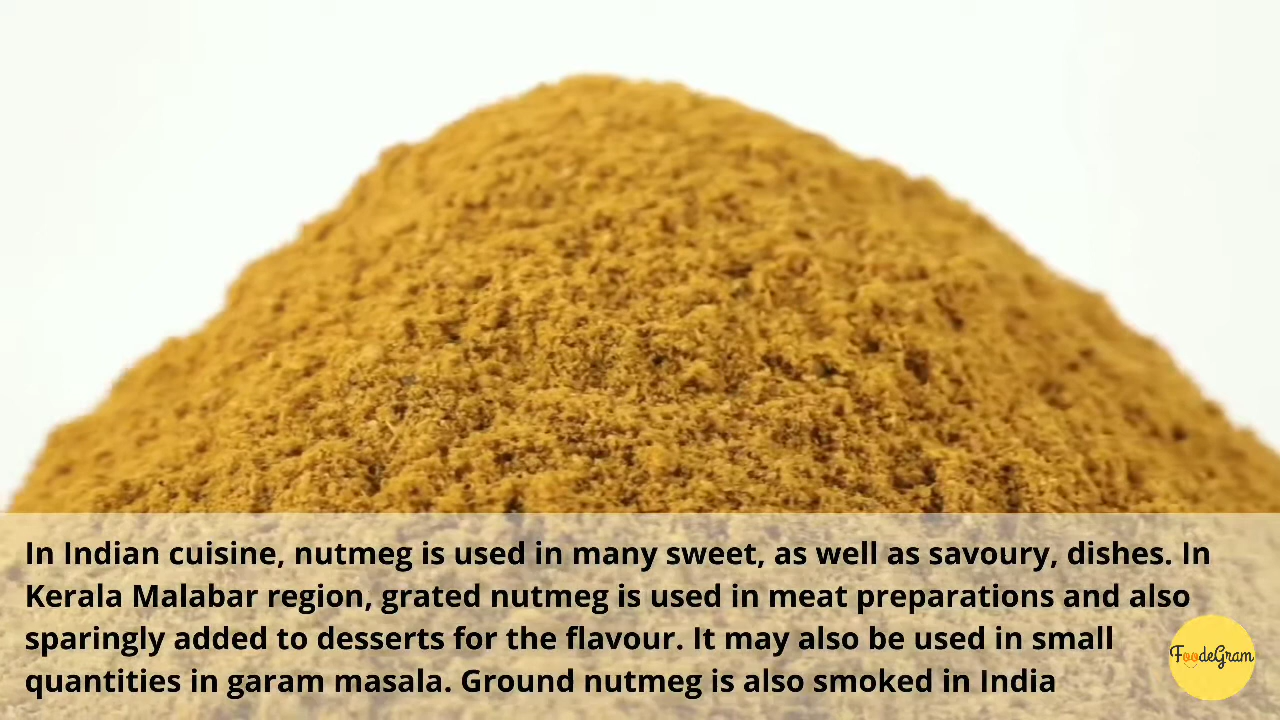 In Indian cuisine, nutmeg is used in many sweet, as well as savoury, dishes. In
Kerala Malabar region, grated nutmeg is used in meat preparations and also
sparingly added to desserts for the flavour. It may also be used in small
quantities in garam masala. Ground nutmeg is also smoked in India
FoodeGram